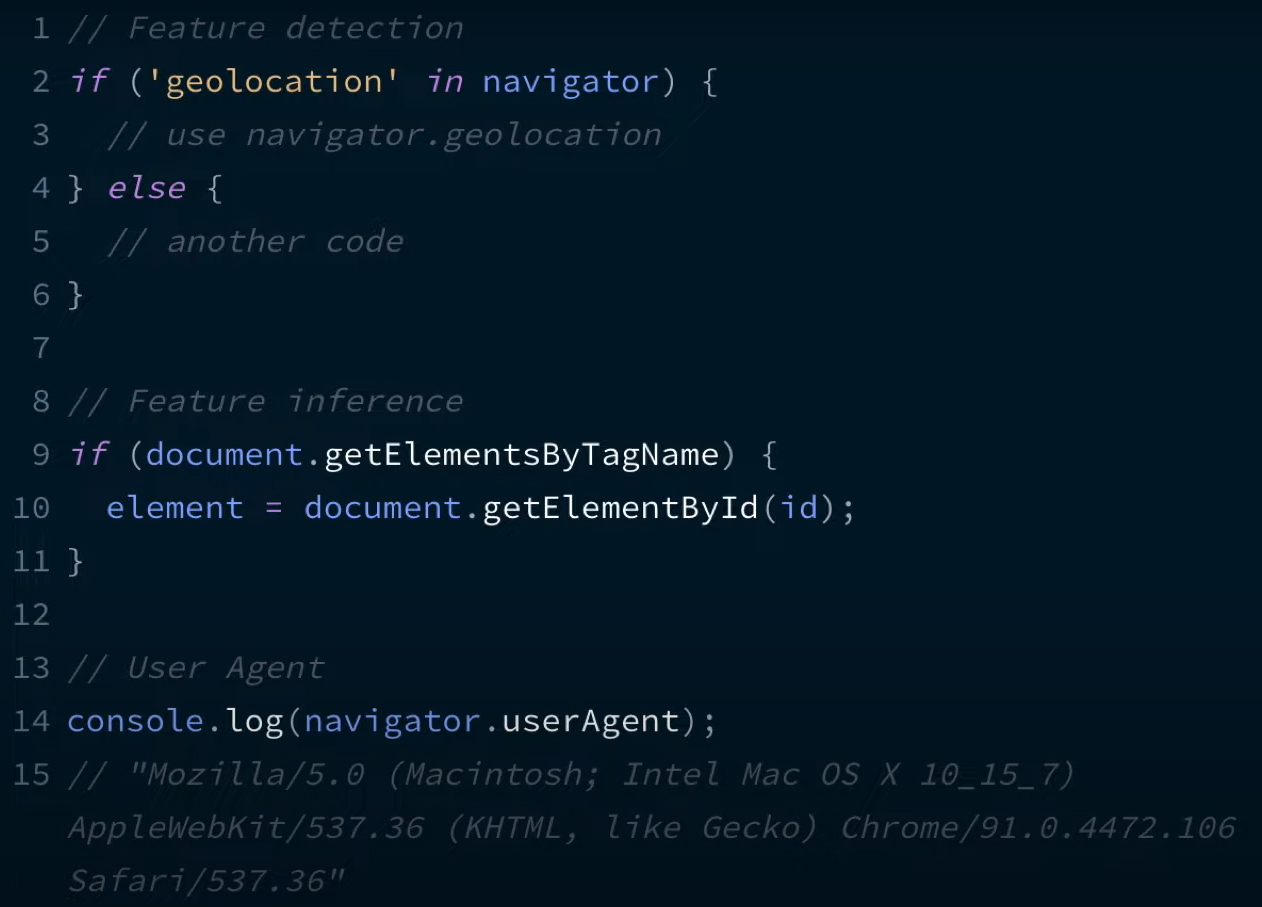 1 // Feature detection
2 if ('geolocation' in navigator) {
3   // use navigator.geolocation
4 } else {
5   // another code
6 }
7
8 // Feature inference
9 if (document.getElementsByTagName) {
10   element = document.getElementById(id);
11 }
12
13 // User Agent
14 console.log(navigator.userAgent);
15 // "Mozilla/5.0 (Macintosh; Intel Mac OS X 10_15_7)
AppleWebKit/537.36 (KHTML, like Gecko) Chrome/91.0.4472.106
Safari/537.36"